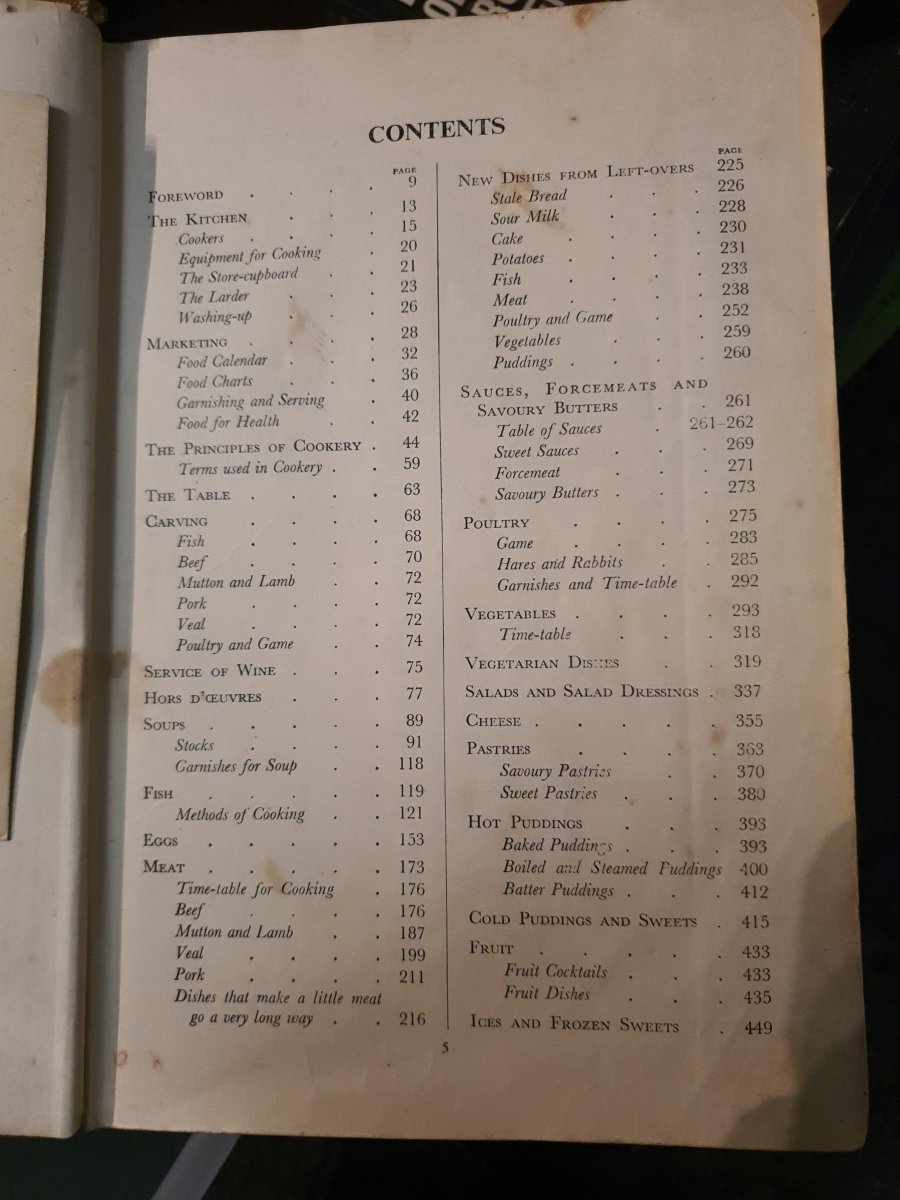 CONTENTS
PAGE
FOREWORD 9
THE KITCHEN 13
Cookers 15
Equipment for Cooking 20
The Store-cupboard 21
The Larder 23
Washing-up 26
MARKETING 28
Food Calendar 32
Food Charts 36
Garnishing and Serving 40
Food for Health 42
THE PRINCIPLES OF COOKERY 44
Terms used in Cookery 59
THE TABLE 63
CARVING 68
Fish 68
Beef 70
Mutton and Lamb 72
Pork 72
Veal 72
Poultry and Game 74
SERVICE OF WINE 75
HORS D'ŒUVRES 77
SOUPS 89
Stocks 91
Garnishes for Soup 118
FISH 119
Methods of Cooking 121
EGGS 153
MEAT 173
Time-table for Cooking 176
Beef 176
Mutton and Lamb 187
Veal 199
Pork 211
Dishes that make a little meat
go a very long way 216
PAGE
NEW DISHES FROM LEFT-OVERS 225
Stale Bread 226
Sour Milk 228
Cake 230
Potatoes 231
Fish 233
Meat 238
Poultry and Game 252
Vegetables 259
Puddings 260
SAUCES, FORCEMEATS AND
SAVOURY BUTTERS 261
Table of Sauces 261-262
Sweet Sauces 269
Forcemeat 271
Savoury Butters 273
POULTRY 275
Game 283
Hares and Rabbits 285
Garnishes and Time-table 292
VEGETABLES 293
Time-table 318
VEGETARIAN DISHES 319
SALADS AND SALAD DRESSINGS 337
CHEESE 355
PASTRIES 363
Savoury Pastries 370
Sweet Pastries 380
HOT PUDDINGS 393
Baked Puddings 393
Boiled and Steamed Puddings 400
Batter Puddings 412
COLD PUDDINGS AND SWEETS 415
FRUIT 433
Fruit Cocktails 433
Fruit Dishes 435
ICES AND FROZEN SWEETS 449
5